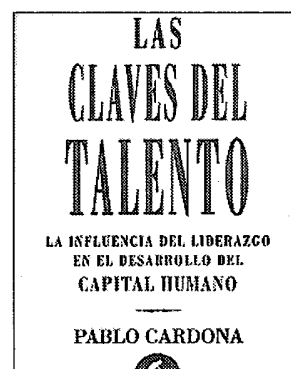 LAS
CLAVES DEL
TALENTO
LA INFLUENCIA DEL LIDERAZGO
EN EL DESARROLLO DEL
CAPITAL HUMANO
PABLO CARDONA